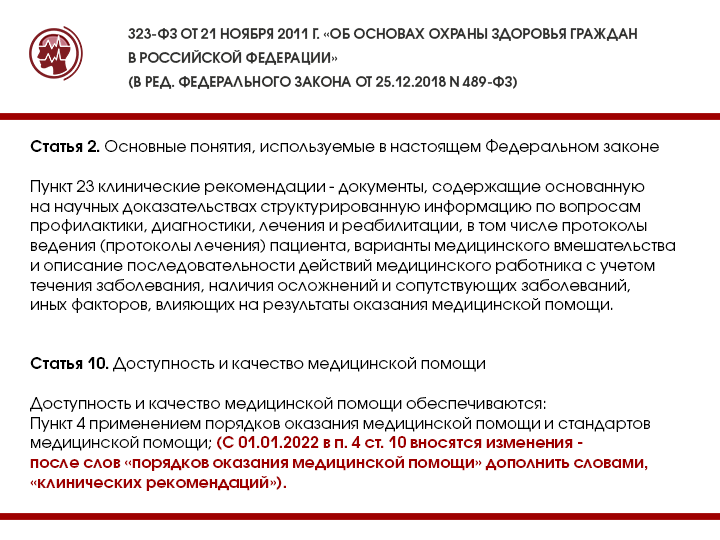 323-ФЗ ОТ 21 НОЯБРЯ 2011 Г. «ОБ ОСНОВАХ ОХРАНЫ ЗДОРОВЬЯ ГРАЖДАН
В РОССИЙСКОЙ ФЕДЕРАЦИИ»
(В РЕД. ФЕДЕРАЛЬНОГО ЗАКОНА ОТ 25.12.2018 N 489-ФЗ)
Статья 2. Основные понятия, используемые в настоящем Федеральном законе
Пункт 23 клинические рекомендации - документы, содержащие основанную
на научных доказательствах структурированную информацию по вопросам
профилактики, диагностики, лечения и реабилитации, в том числе протоколы
ведения (протоколы лечения) пациента, варианты медицинского вмешательства
и описание последовательности действий медицинского работника с учетом
течения заболевания, наличия осложнений и сопутствующих заболеваний,
иных факторов, влияющих на результаты оказания медицинской помощи.
Статья 10. Доступность и качество медицинской помощи
Доступность и качество медицинской помощи обеспечиваются:
Пункт 4 применением порядков оказания медицинской помощи и стандартов
медицинской помощи; (С 01.01.2022 в п. 4 ст. 10 вносятся изменения -
после слов «порядков оказания медицинской помощи» дополнить словами,
«клинических рекомендаций»).